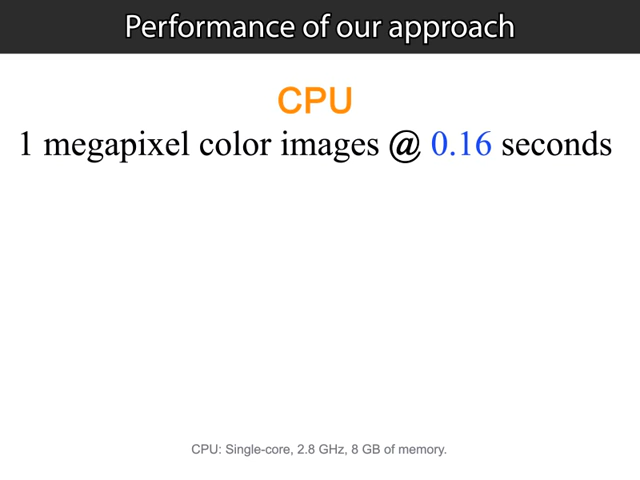 Performance of our approach
CPU
1 megapixel color images @ 0.16 seconds
CPU: Single-core, 2.8 GHz, 8 GB of memory.